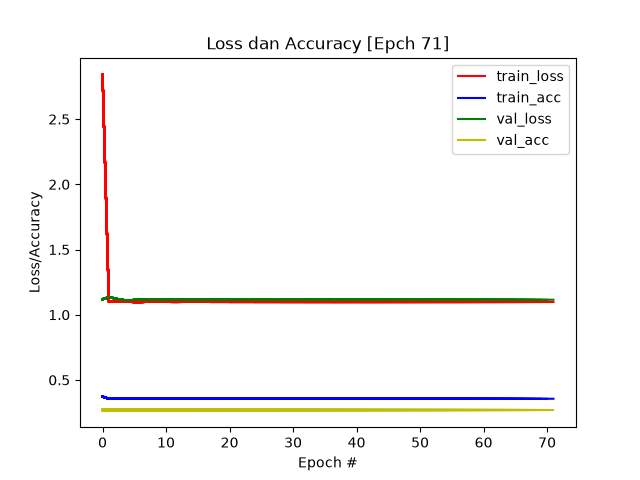 Loss dan Accuracy [Epch 71]
train_loss
train_acc
val_loss
val_acc
Loss/Accuracy
2.5
2.0
1.5
1.0
0.5
0 10 20 30 40 50 60 70
Epoch #